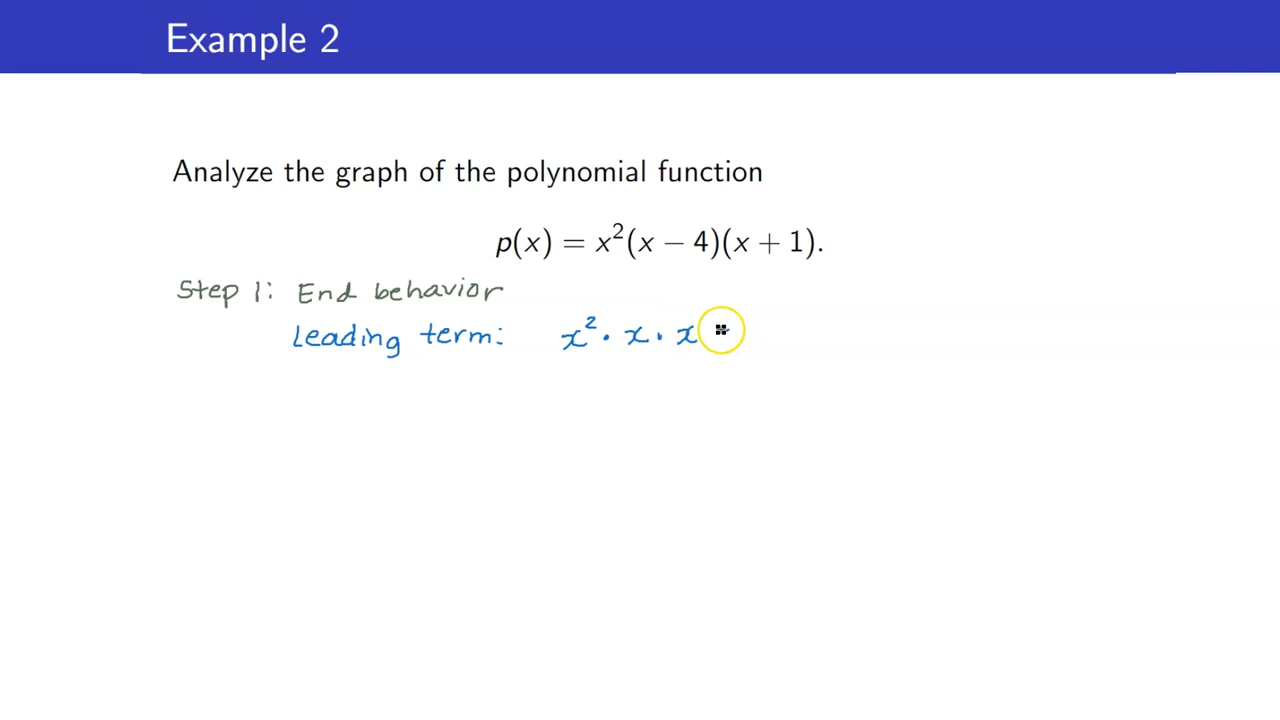 Example 2
Analyze the graph of the polynomial function
p(x) = x²(x − 4)(x + 1).
Step 1: End behavior
Leading term: x² · x · x